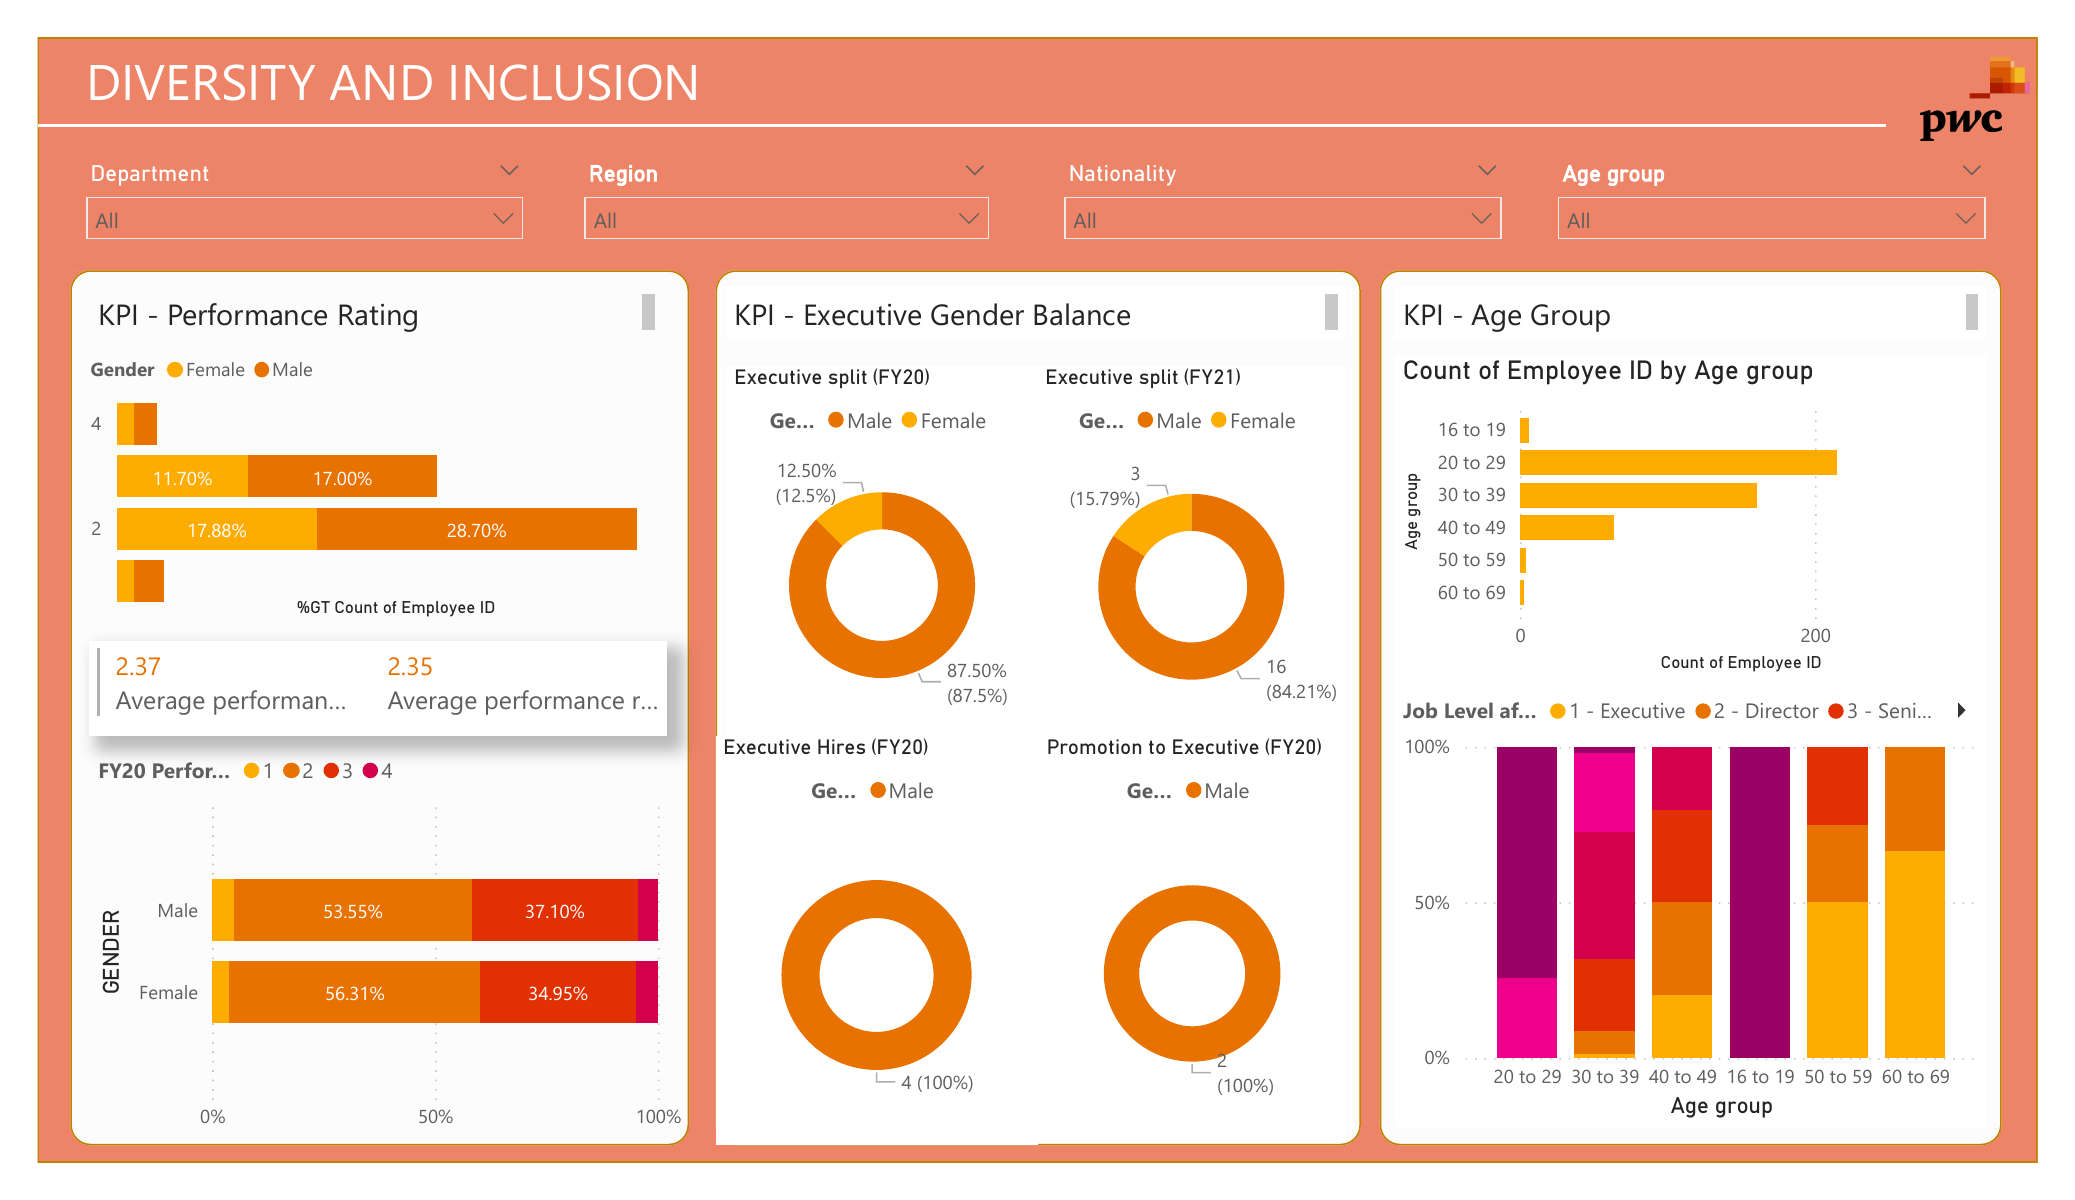 DIVERSITY AND INCLUSION
pwc
Department
All
Region
All
Nationality
All
Age group
All
KPI - Performance Rating
Gender Female Male
4
11.70% 17.00%
2 17.88% 28.70%
%GT Count of Employee ID
2.37
Average performan...
2.35
Average performance r...
FY20 Perfor... 1 2 3 4
GENDER
Male 53.55% 37.10%
Female 56.31% 34.95%
0% 50% 100%
KPI - Executive Gender Balance
Executive split (FY20)
Ge... Male Female
12.50%
(12.5%)
87.50%
(87.5%)
Executive split (FY21)
Ge... Male Female
3
(15.79%)
16
(84.21%)
Executive Hires (FY20)
Ge... Male
4 (100%)
Promotion to Executive (FY20)
Ge... Male
2
(100%)
KPI - Age Group
Count of Employee ID by Age group
Age group
16 to 19
20 to 29
30 to 39
40 to 49
50 to 59
60 to 69
0 200
Count of Employee ID
Job Level af... 1 - Executive 2 - Director 3 - Seni...
100%
50%
0%
20 to 29 30 to 39 40 to 49 16 to 19 50 to 59 60 to 69
Age group